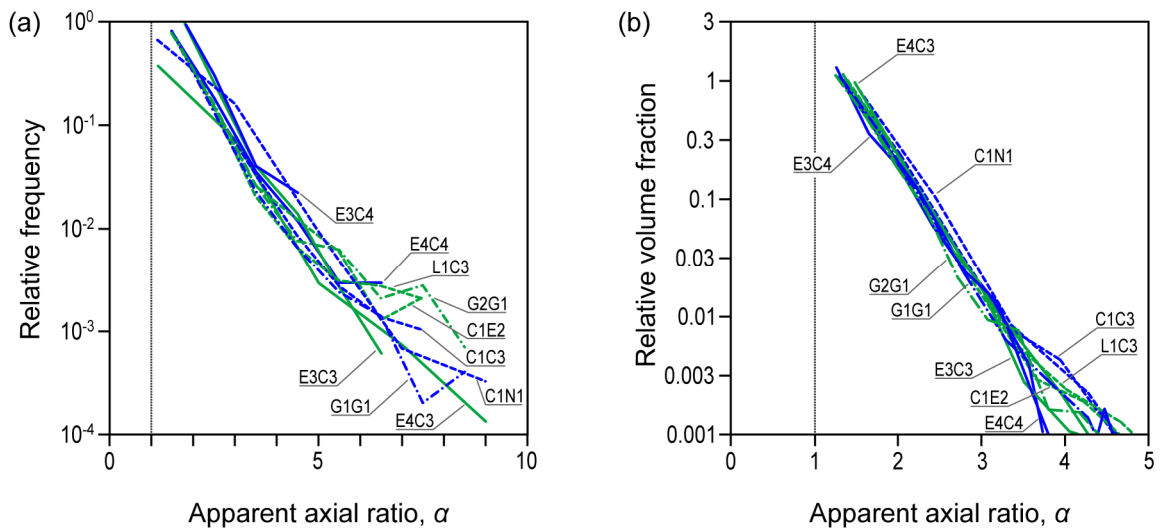 (a)
10⁰
10⁻¹
10⁻²
10⁻³
10⁻⁴
Relative frequency
E3C4
E4C4
L1C3
G2G1
C1E2
C1C3
E3C3
C1N1
G1G1
E4C3
0
5
10
Apparent axial ratio, α
(b)
3
1
0.3
0.1
0.03
0.01
0.003
0.001
Relative volume fraction
E4C3
E3C4
C1N1
G2G1
G1G1
C1C3
E3C3
L1C3
C1E2
E4C4
0
1
2
3
4
5
Apparent axial ratio, α